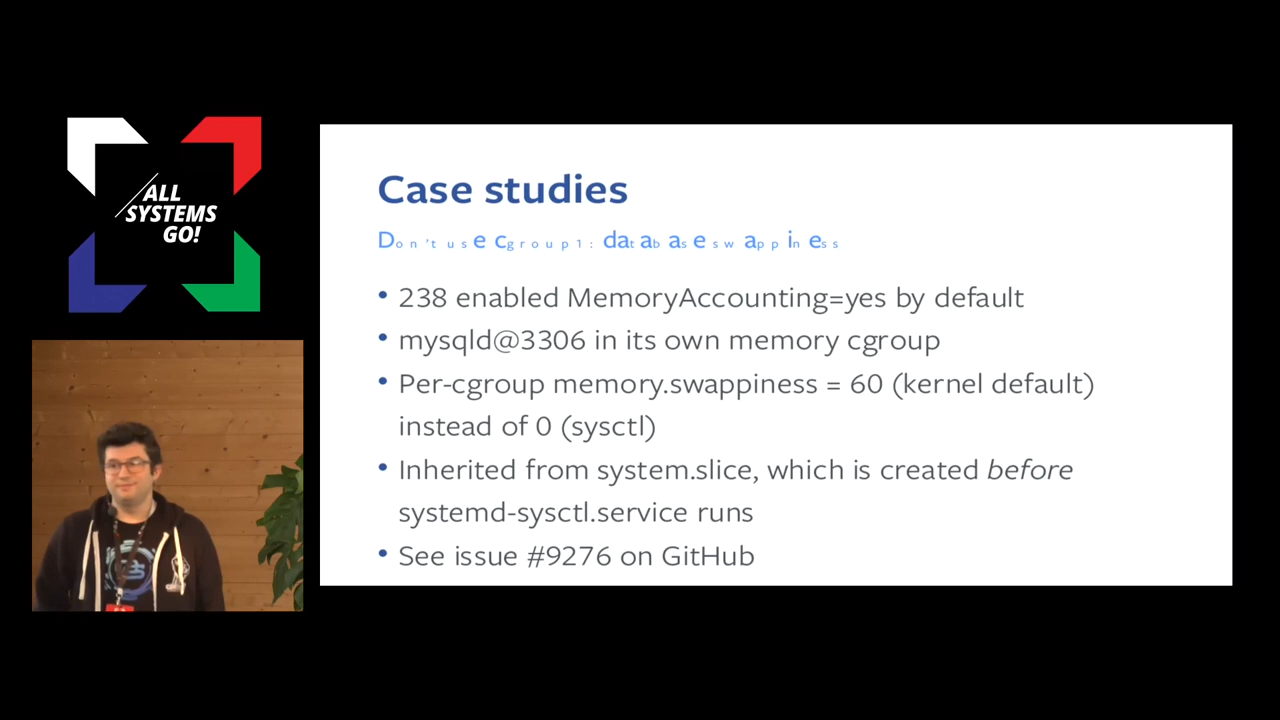 ALL
SYSTEMS
GO!
Case studies
Don't use cgroup1: database swappiness
• 238 enabled MemoryAccounting=yes by default
• mysqld@3306 in its own memory cgroup
• Per-cgroup memory.swappiness = 60 (kernel default)
instead of 0 (sysctl)
• Inherited from system.slice, which is created before
systemd-sysctl.service runs
• See issue #9276 on GitHub